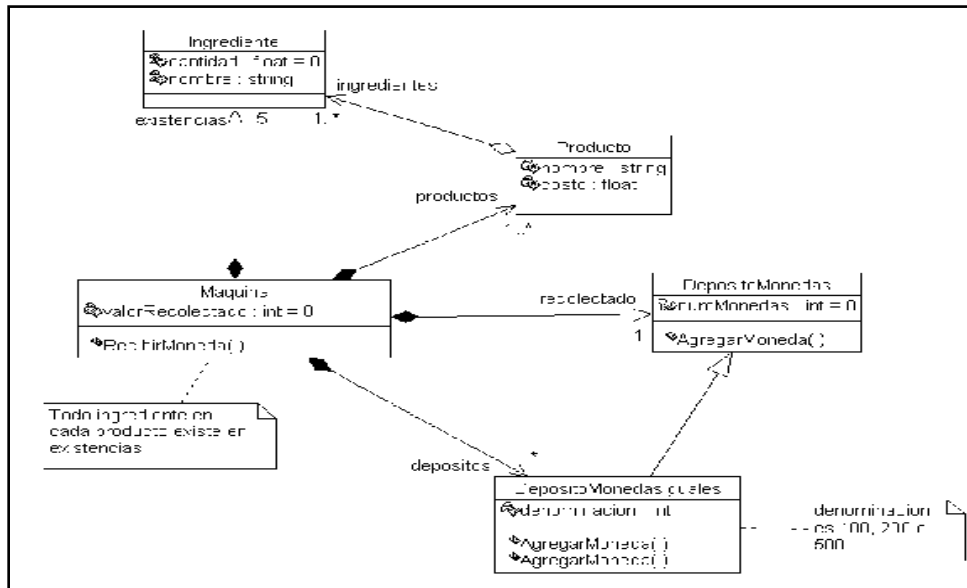 Ingrediente
cantidad : float = 0
nombre : string
ingredientes
existencias
5
1..*
Producto
nombre : string
costo : float
productos
Maquina
valorRecolectado : int = 0
RecibirMoneda( )
recolectado
1
DepositoMonedas
numMonedas : int = 0
AgregarMoneda( )
Todo ingrediente en
cada producto existe en
existencias
depositos
*
DepositoMonedasIguales
denominacion : int
AgregarMoneda( )
AgregarMoneda( )
denominacion
es 100, 200 o
500